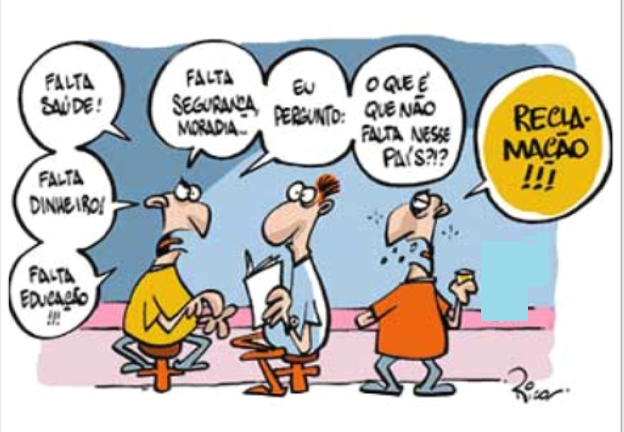 FALTA
SAÚDE!
FALTA
DINHEIRO!
FALTA
EDUCAÇÃO
!!!
FALTA
SEGURANÇA,
MORADIA...
EU
PERGUNTO:
O QUE É
QUE NÃO
FALTA NESSE
PAÍS?!?
RECLA-
MAÇÃO
!!!
Rico